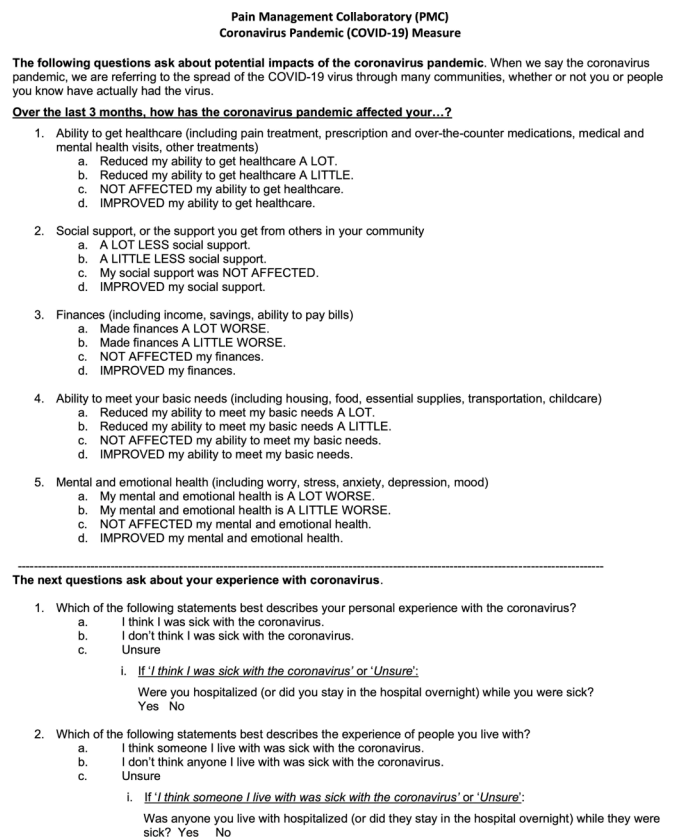 Pain Management Collaboratory (PMC)
Coronavirus Pandemic (COVID-19) Measure
The following questions ask about potential impacts of the coronavirus pandemic. When we say the coronavirus
pandemic, we are referring to the spread of the COVID-19 virus through many communities, whether or not you or people
you know have actually had the virus.
Over the last 3 months, how has the coronavirus pandemic affected your…?
1. Ability to get healthcare (including pain treatment, prescription and over-the-counter medications, medical and
mental health visits, other treatments)
a. Reduced my ability to get healthcare A LOT.
b. Reduced my ability to get healthcare A LITTLE.
c. NOT AFFECTED my ability to get healthcare.
d. IMPROVED my ability to get healthcare.
2. Social support, or the support you get from others in your community
a. A LOT LESS social support.
b. A LITTLE LESS social support.
c. My social support was NOT AFFECTED.
d. IMPROVED my social support.
3. Finances (including income, savings, ability to pay bills)
a. Made finances A LOT WORSE.
b. Made finances A LITTLE WORSE.
c. NOT AFFECTED my finances.
d. IMPROVED my finances.
4. Ability to meet your basic needs (including housing, food, essential supplies, transportation, childcare)
a. Reduced my ability to meet my basic needs A LOT.
b. Reduced my ability to meet my basic needs A LITTLE.
c. NOT AFFECTED my ability to meet my basic needs.
d. IMPROVED my ability to meet my basic needs.
5. Mental and emotional health (including worry, stress, anxiety, depression, mood)
a. My mental and emotional health is A LOT WORSE.
b. My mental and emotional health is A LITTLE WORSE.
c. NOT AFFECTED my mental and emotional health.
d. IMPROVED my mental and emotional health.
The next questions ask about your experience with coronavirus.
1. Which of the following statements best describes your personal experience with the coronavirus?
a. I think I was sick with the coronavirus.
b. I don't think I was sick with the coronavirus.
c. Unsure
i. If 'I think I was sick with the coronavirus' or 'Unsure':
Were you hospitalized (or did you stay in the hospital overnight) while you were sick?
Yes No
2. Which of the following statements best describes the experience of people you live with?
a. I think someone I live with was sick with the coronavirus.
b. I don't think anyone I live with was sick with the coronavirus.
c. Unsure
i. If 'I think someone I live with was sick with the coronavirus' or 'Unsure':
Was anyone you live with hospitalized (or did they stay in the hospital overnight) while they were
sick? Yes No